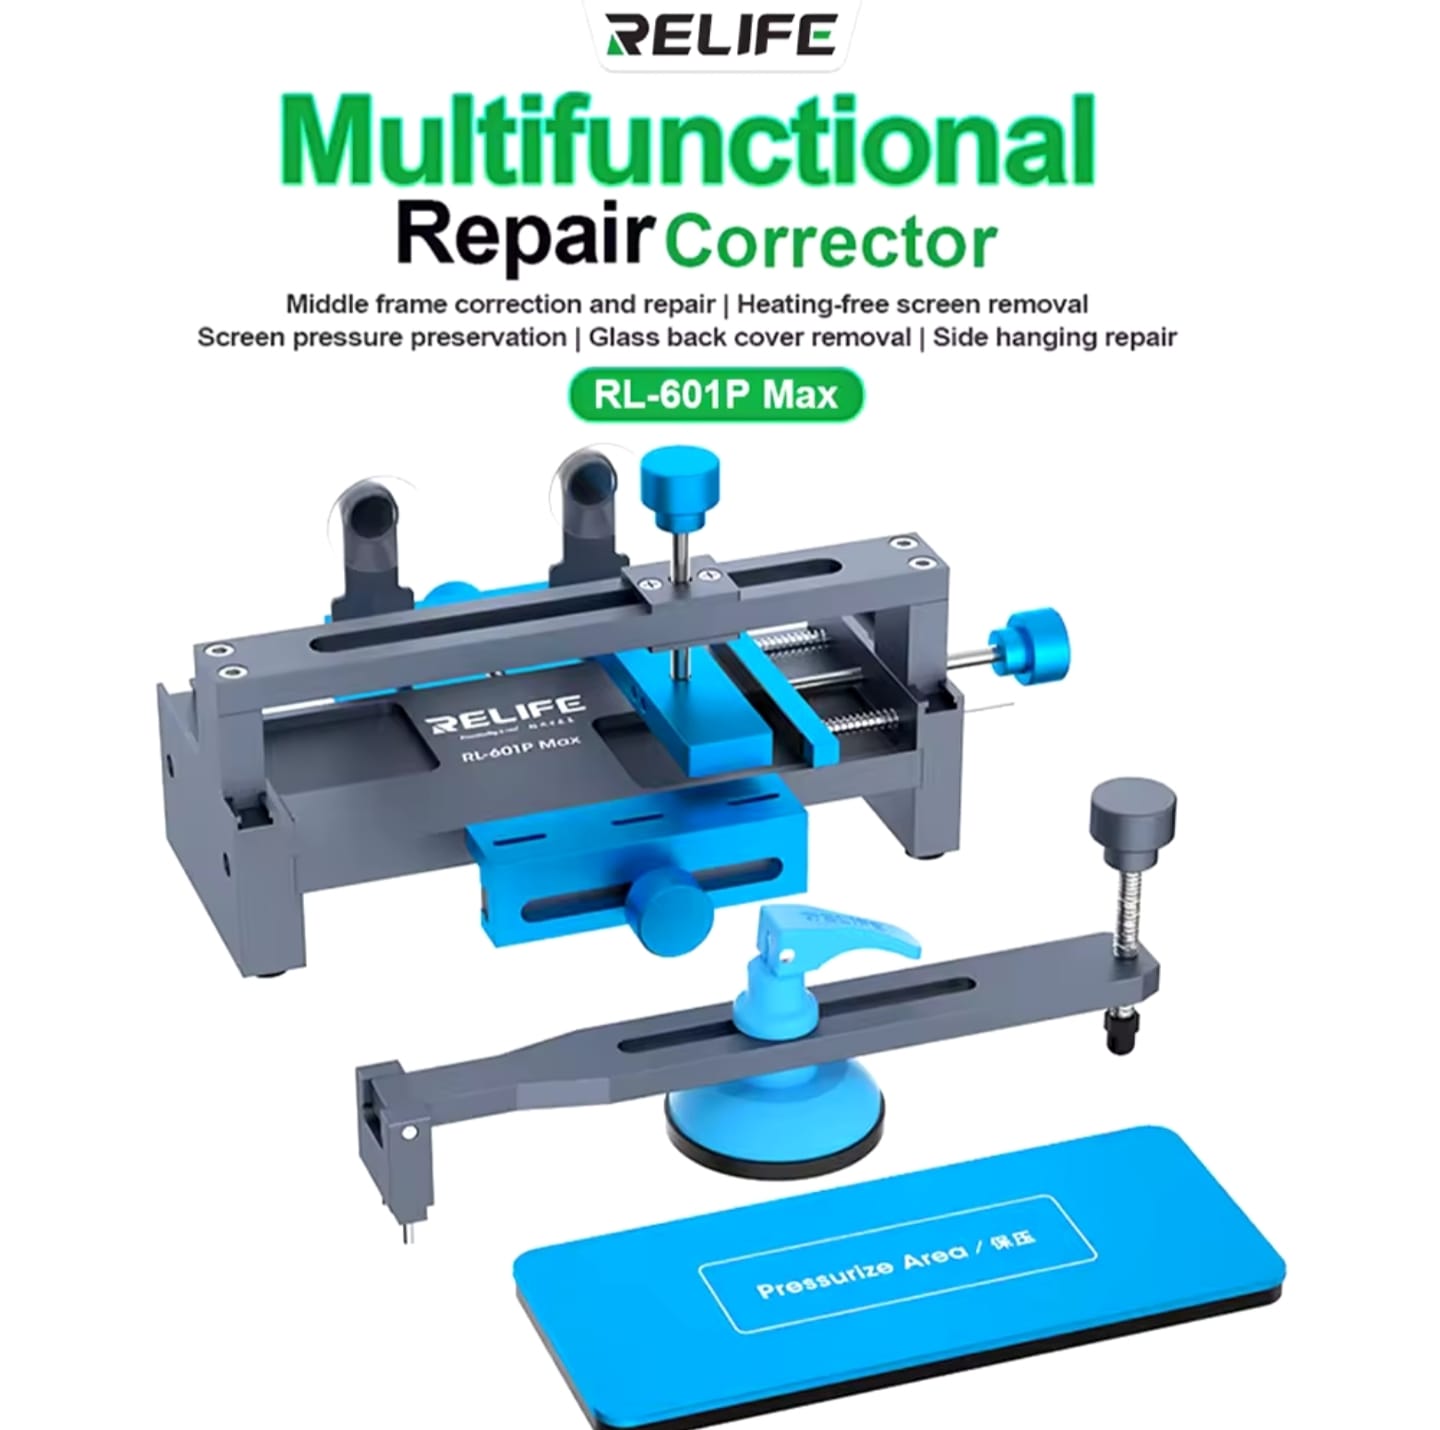 RELIFE
Multifunctional
Repair Corrector
Middle frame correction and repair | Heating-free screen removal
Screen pressure preservation | Glass back cover removal | Side hanging repair
RL-601P Max
RELIFE
RL-601P Max
RELIFE
Pressurize Area / 保压